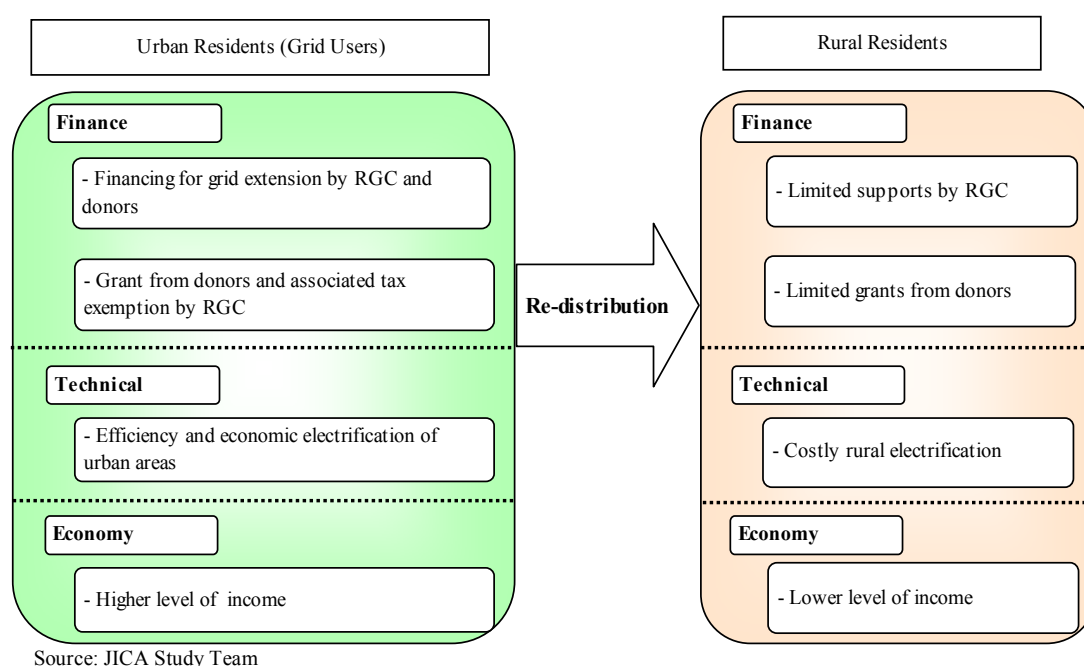 Urban Residents (Grid Users)
Finance
- Financing for grid extension by RGC and
donors
- Grant from donors and associated tax
exemption by RGC
Technical
- Efficiency and economic electrification of
urban areas
Economy
- Higher level of income
Re-distribution
Rural Residents
Finance
- Limited supports by RGC
- Limited grants from donors
Technical
- Costly rural electrification
Economy
- Lower level of income
Source: JICA Study Team